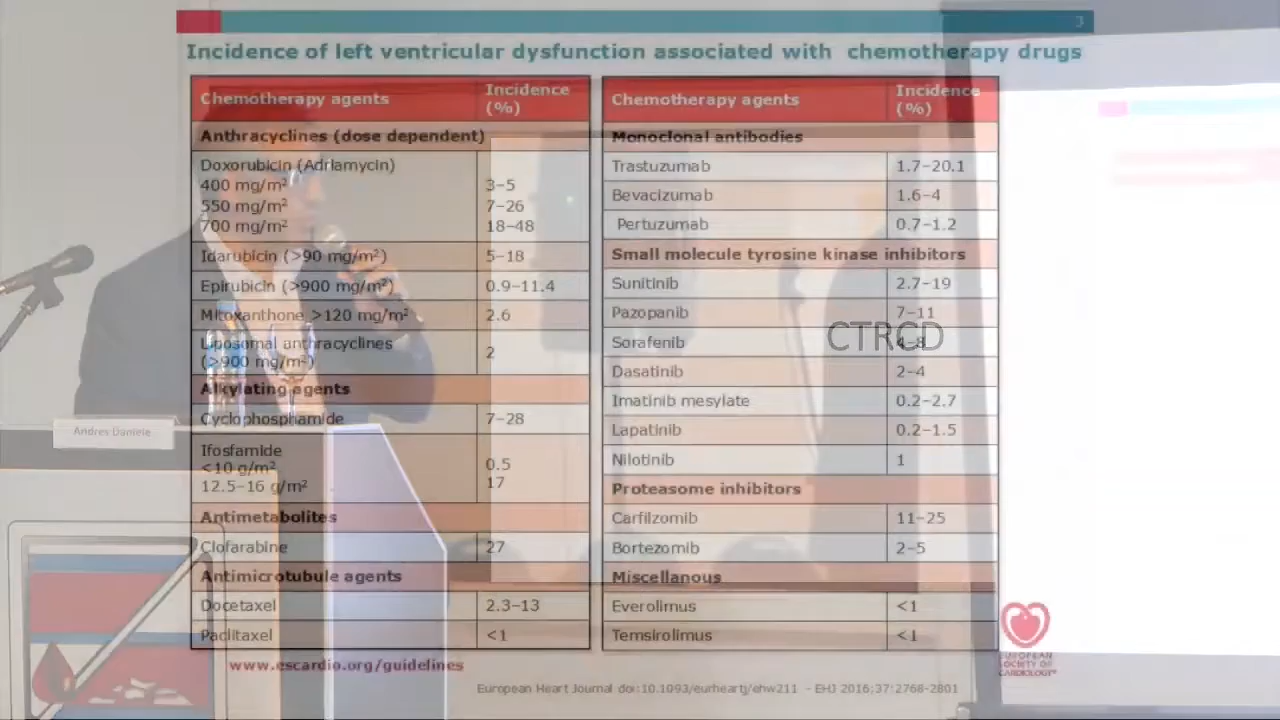 3
Incidence of left ventricular dysfunction associated with chemotherapy drugs
Chemotherapy agents Incidence (%)
Anthracyclines (dose dependent)
Doxorubicin (Adriamycin)
400 mg/m² 3–5
550 mg/m² 7–26
700 mg/m² 18–48
Idarubicin (>90 mg/m²) 5–18
Epirubicin (>900 mg/m²) 0.9–11.4
Mitoxanthone >120 mg/m² 2.6
Liposomal anthracyclines
(>900 mg/m²) 2
Alkylating agents
Cyclophosphamide 7–28
Ifosfamide
<10 g/m² 0.5
12.5–16 g/m² 17
Antimetabolites
Clofarabine 27
Antimicrotubule agents
Docetaxel 2.3–13
Paclitaxel <1
Chemotherapy agents Incidence (%)
Monoclonal antibodies
Trastuzumab 1.7–20.1
Bevacizumab 1.6–4
Pertuzumab 0.7–1.2
Small molecule tyrosine kinase inhibitors
Sunitinib 2.7–19
Pazopanib 7–11
Sorafenib 4–8
Dasatinib 2–4
Imatinib mesylate 0.2–2.7
Lapatinib 0.2–1.5
Nilotinib 1
Proteasome inhibitors
Carfilzomib 11–25
Bortezomib 2–5
Miscellanous
Everolimus <1
Temsirolimus <1
CTRCD
Andres Daniele
www.escardio.org/guidelines
European Heart Journal doi:10.1093/eurheartj/ehw211 - EHJ 2016;37:2768-2801
EUROPEAN
SOCIETY OF
CARDIOLOGY®